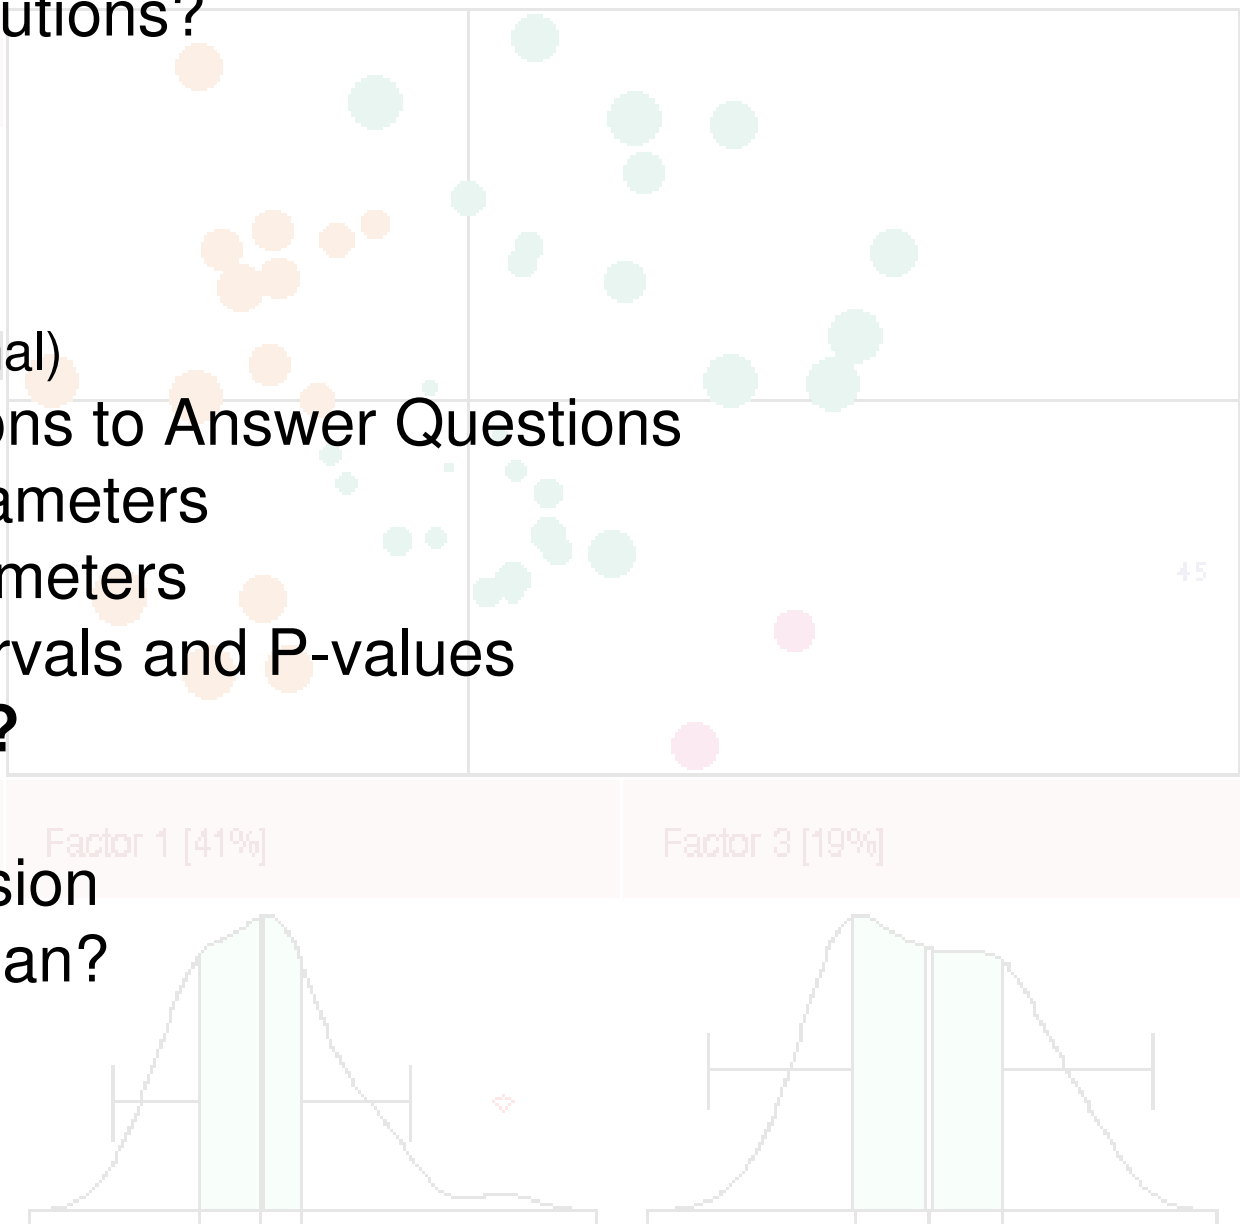 utions?
al)
ons to Answer Questions
ameters
meters
rvals and P-values
?
45
Factor 1 [41%]
Factor 3 [19%]
sion
an?